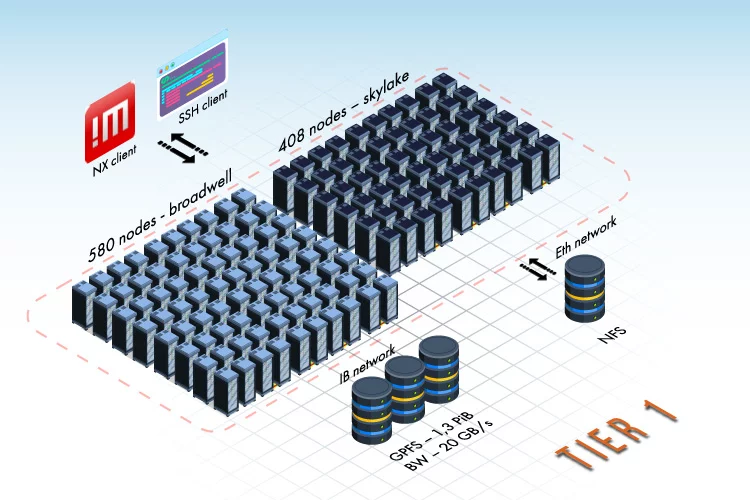 SSH client
!M
NX client
408 nodes – skylake
580 nodes - broadwell
Eth network
NFS
IB network
GPFS – 1,3 PiB
BW – 20 GB/s
TIER 1